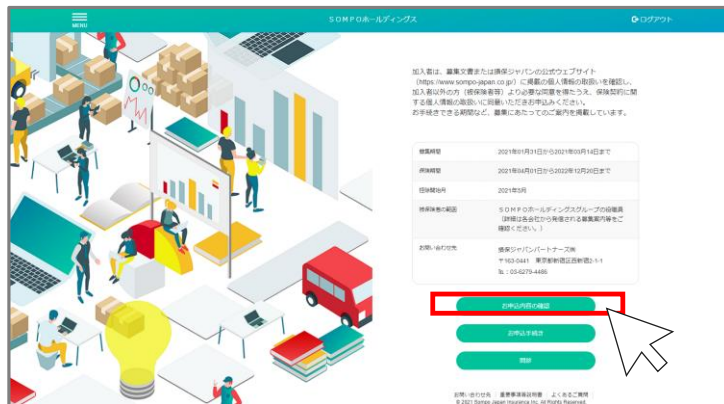 MENU
SOMPOホールディングス
ログアウト
加入者は、募集文書または損保ジャパンの公式ウェブサイト
（https://www.sompo-japan.co.jp/）に掲載の個人情報の取扱いを確認し、
加入者以外の方（被保険者等）より必要な同意を得たうえ、保険契約に関
する個人情報の取扱いに同意いただきお申込みください。
お手続きできる期間など、募集にあたってのご案内を掲載しています。
募集期間 2021年01月31日から2021年03月14日まで
保険期間 2021年04月01日から2022年12月20日まで
控除開始月 2021年5月
被保険者の範囲 SOMPOホールディングスグループの役職員
（詳細は各会社から発信される募集案内等をご
確認ください。）
お問い合わせ先 損保ジャパンパートナーズ㈱
〒163-0441 東京都新宿区西新宿2-1-1
℡：03-6279-4486
お申込内容の確認
お申込手続き
問診
お問い合わせ先 重要事項等説明書 よくあるご質問
© 2021 Sompo Japan Insurance Inc. All Rights Reserved.